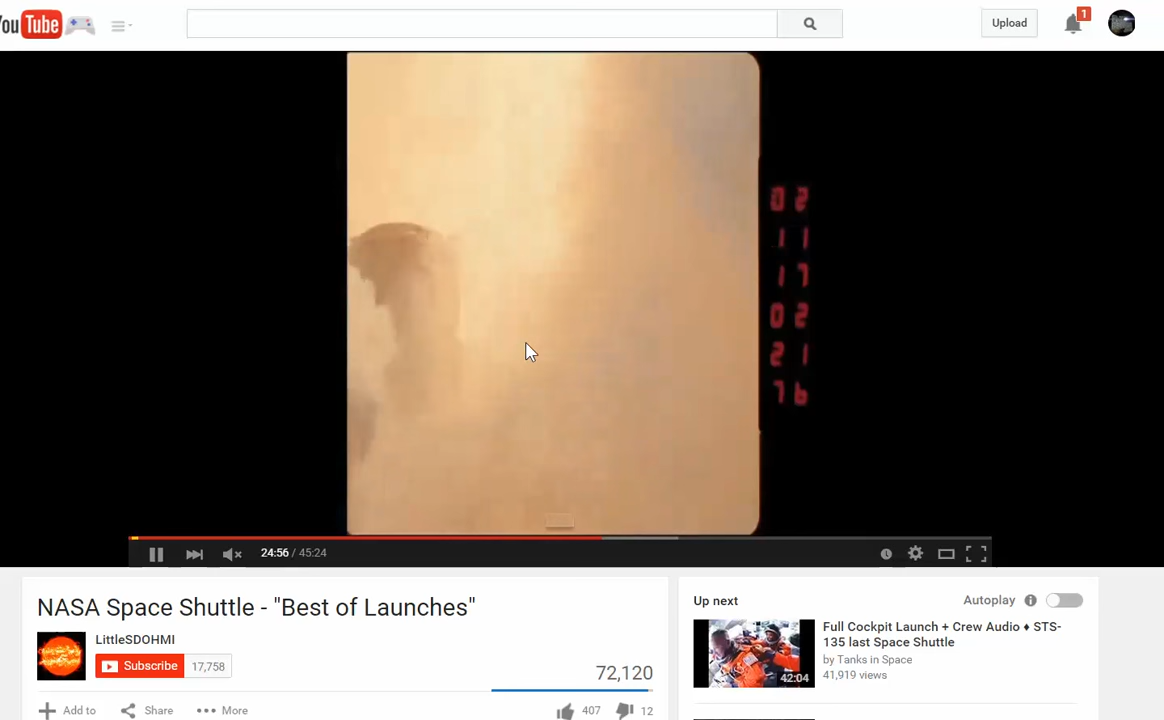 You Tube
Upload
1
02
11
17
02
21
76
24:56 / 45:24
NASA Space Shuttle - "Best of Launches"
LittleSDOHMI
Subscribe 17,758
72,120
Add to Share More 407 12
Up next Autoplay
Full Cockpit Launch + Crew Audio ♦ STS-
135 last Space Shuttle
by Tanks in Space
41,919 views
42:04